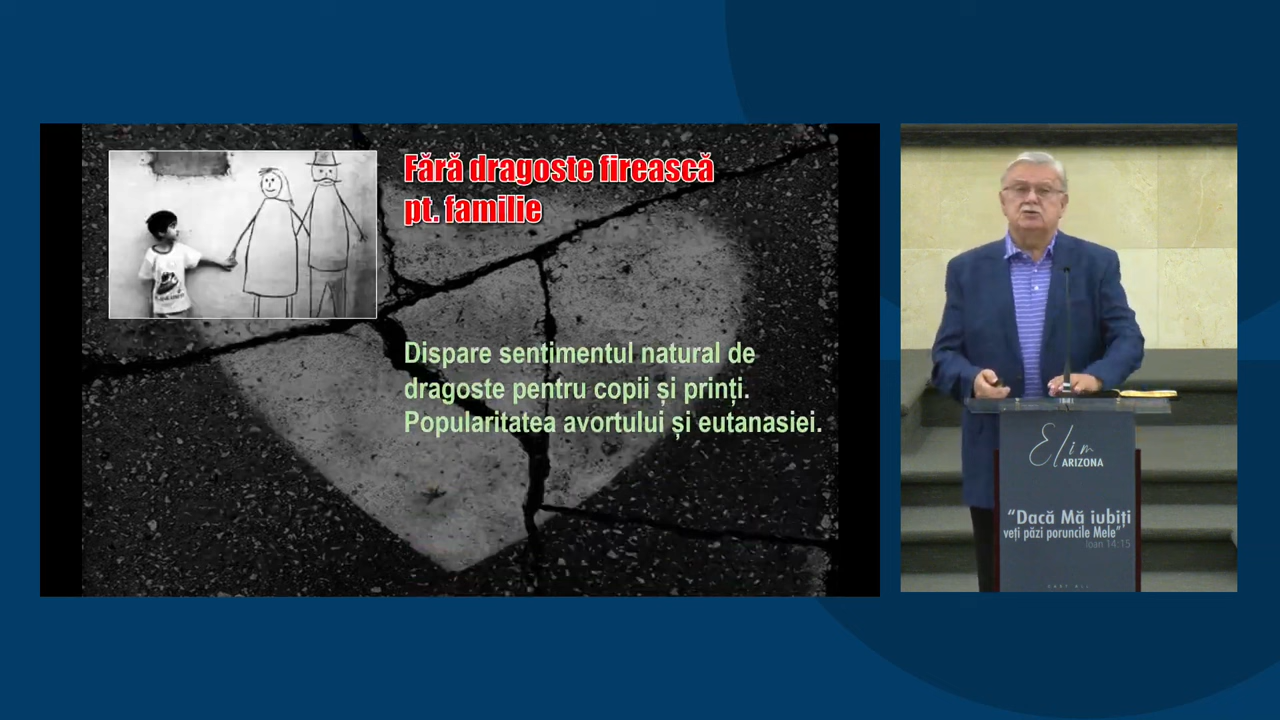 Fără dragoste firească
pt. familie
Dispare sentimentul natural de
dragoste pentru copii și prinți.
Popularitatea avortului și eutanasiei.
Elim
ARIZONA
“Dacă Mă iubiți
veți păzi poruncile Mele”
Ioan 14:15